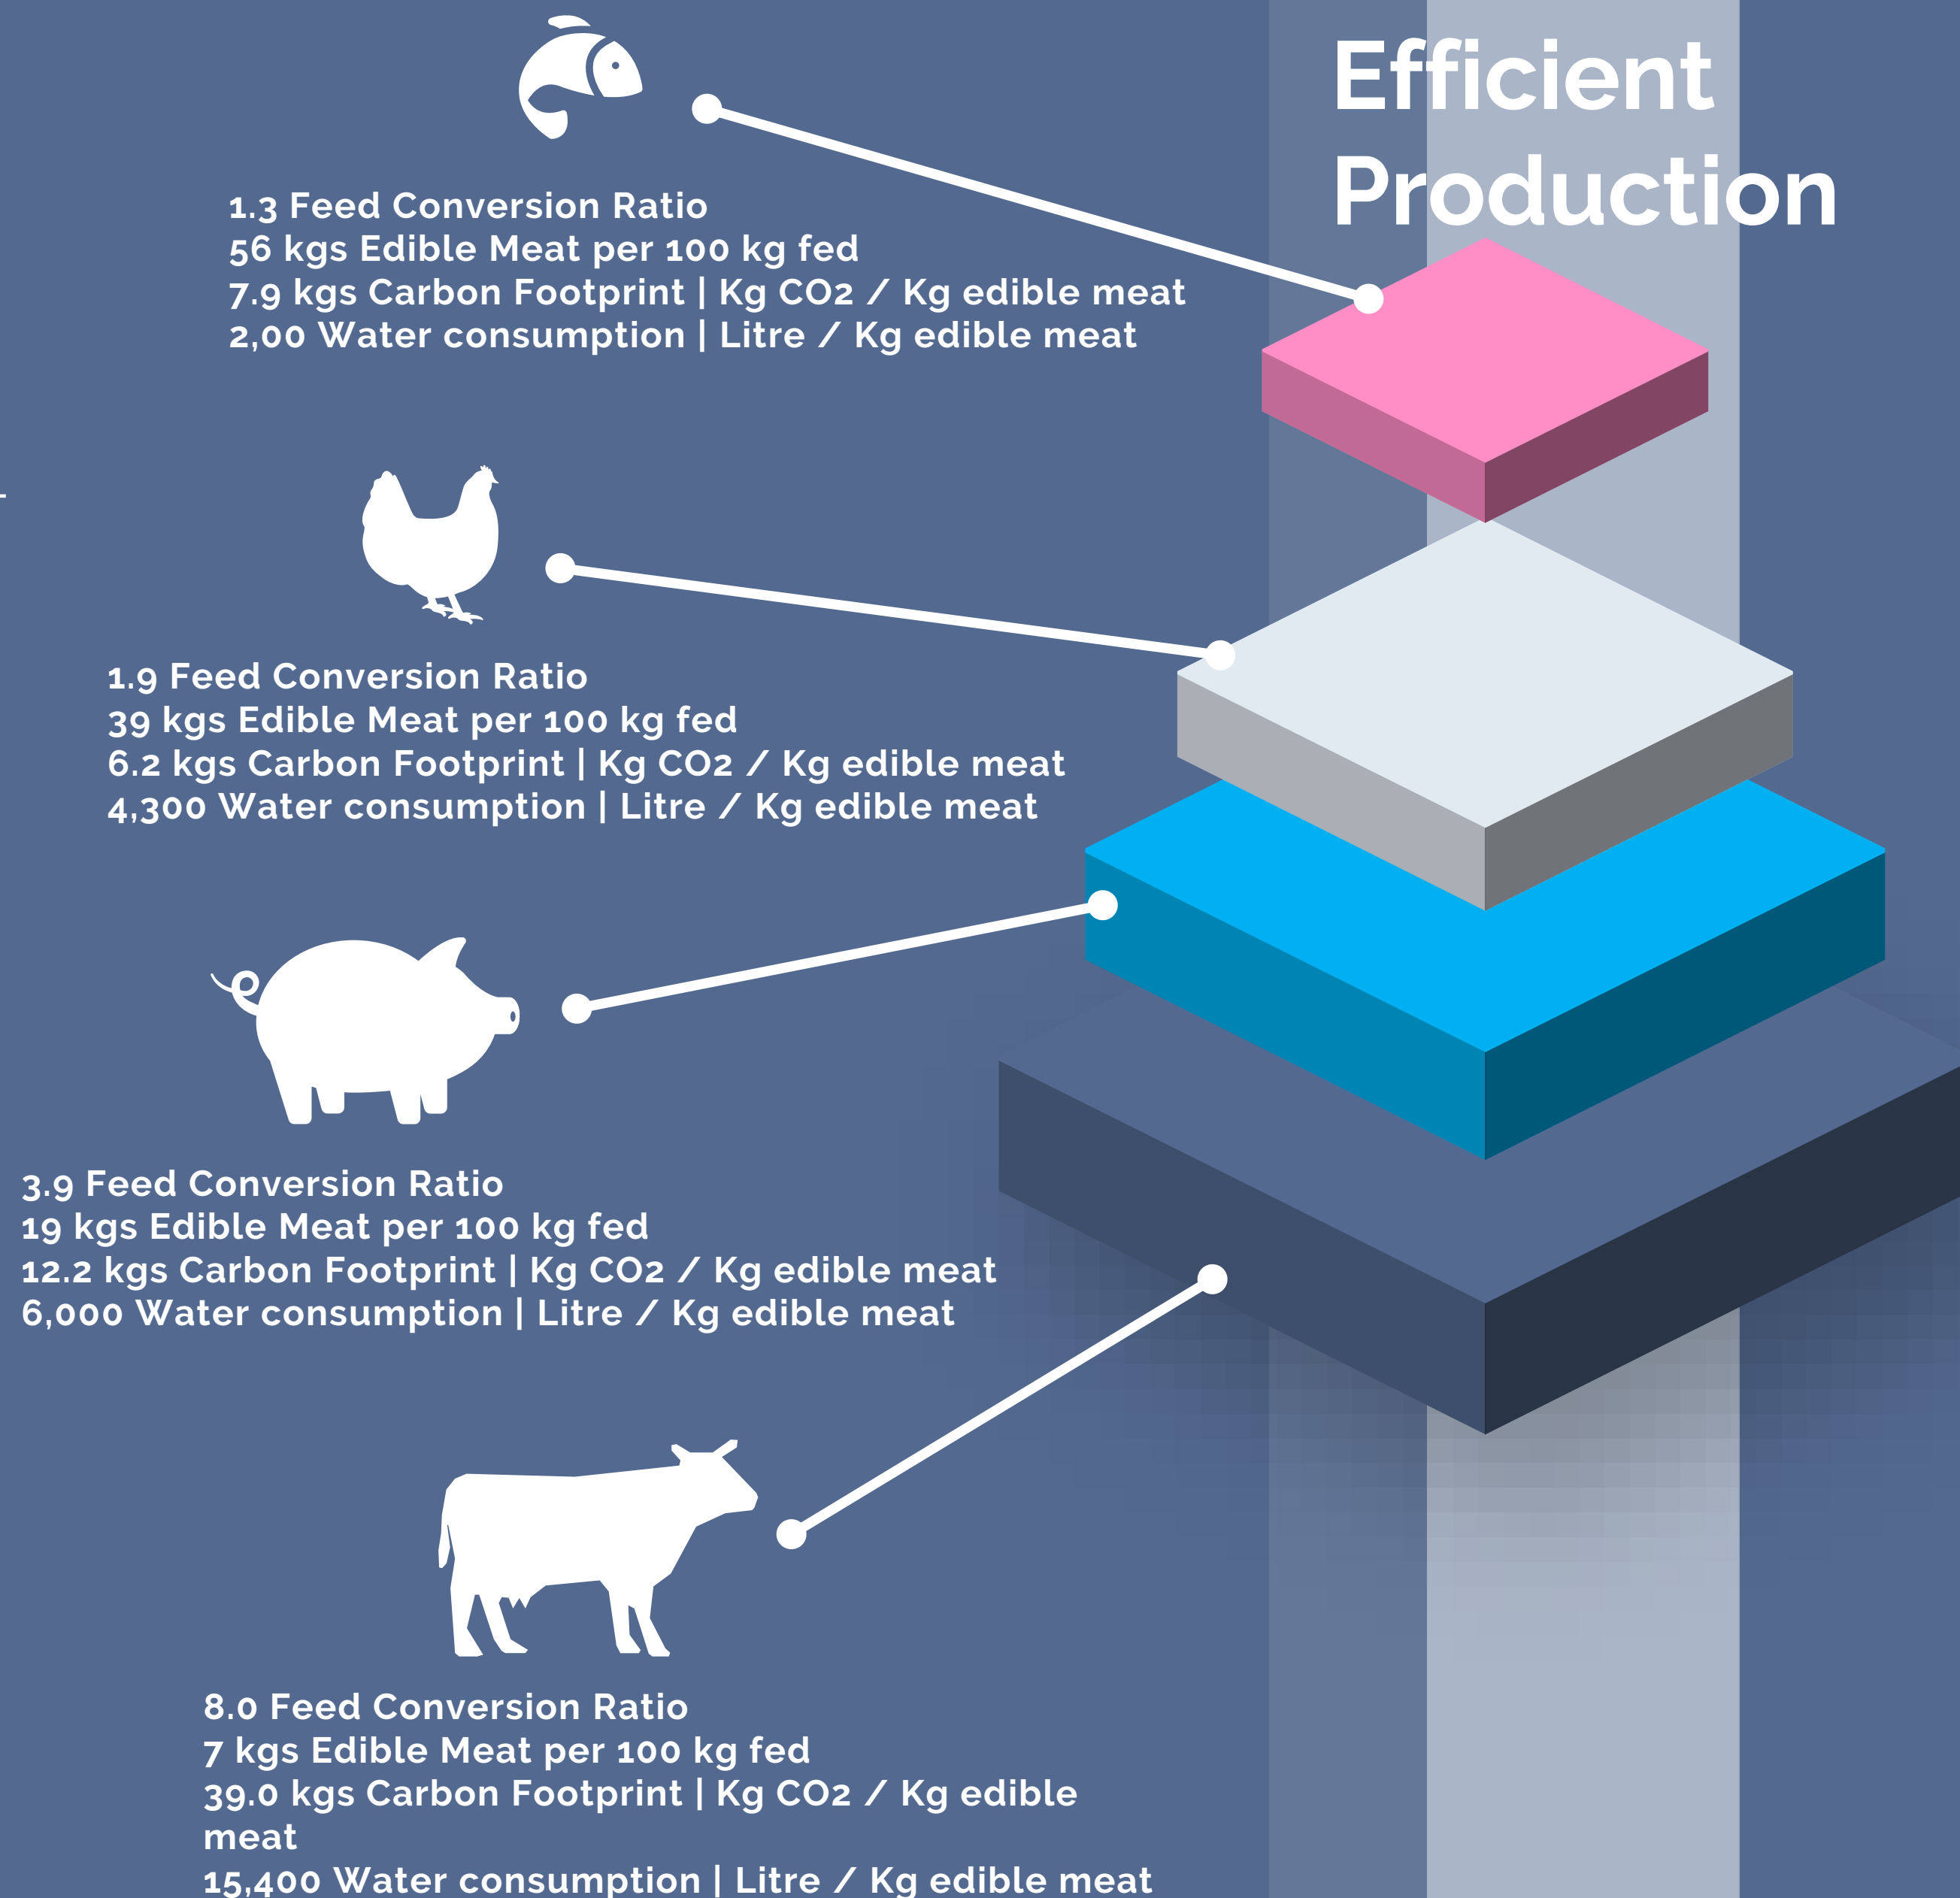 Efficient
Production
1.3 Feed Conversion Ratio
56 kgs Edible Meat per 100 kg fed
7.9 kgs Carbon Footprint | Kg CO2 / Kg edible meat
2,00 Water consumption | Litre / Kg edible meat
1.9 Feed Conversion Ratio
39 kgs Edible Meat per 100 kg fed
6.2 kgs Carbon Footprint | Kg CO2 / Kg edible meat
4,300 Water consumption | Litre / Kg edible meat
3.9 Feed Conversion Ratio
19 kgs Edible Meat per 100 kg fed
12.2 kgs Carbon Footprint | Kg CO2 / Kg edible meat
6,000 Water consumption | Litre / Kg edible meat
8.0 Feed Conversion Ratio
7 kgs Edible Meat per 100 kg fed
39.0 kgs Carbon Footprint | Kg CO2 / Kg edible
meat
15,400 Water consumption | Litre / Kg edible meat